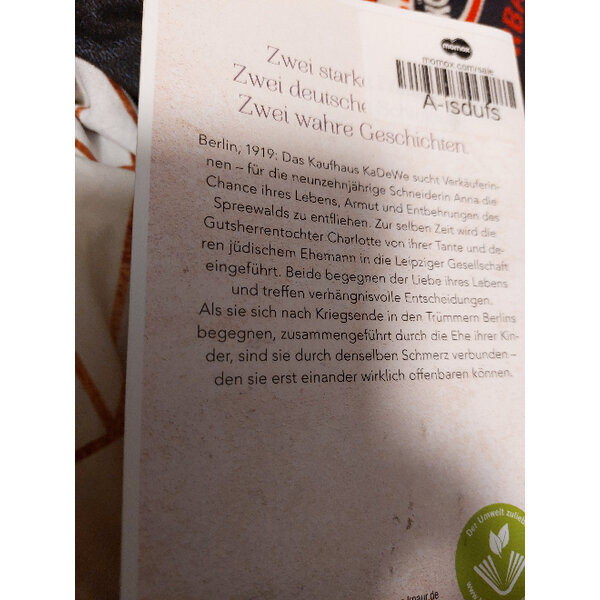 momox
momox.com/sale
A-isdufs
Zwei starke
Zwei deutsche
Zwei wahre Geschichten.
Berlin, 1919: Das Kaufhaus KaDeWe sucht Verkäuferin-
nen – für die neunzehnjährige Schneiderin Anna die
Chance ihres Lebens, Armut und Entbehrungen des
Spreewalds zu entfliehen. Zur selben Zeit wird die
Gutsherrentochter Charlotte von ihrer Tante und de-
ren jüdischem Ehemann in die Leipziger Gesellschaft
eingeführt. Beide begegnen der Liebe ihres Lebens
und treffen verhängnisvolle Entscheidungen.
Als sie sich nach Kriegsende in den Trümmern Berlins
begegnen, zusammengeführt durch die Ehe ihrer Kin-
der, sind sie durch denselben Schmerz verbunden –
den sie erst einander wirklich offenbaren können.
Der Umwelt zuliebe
knaur.de